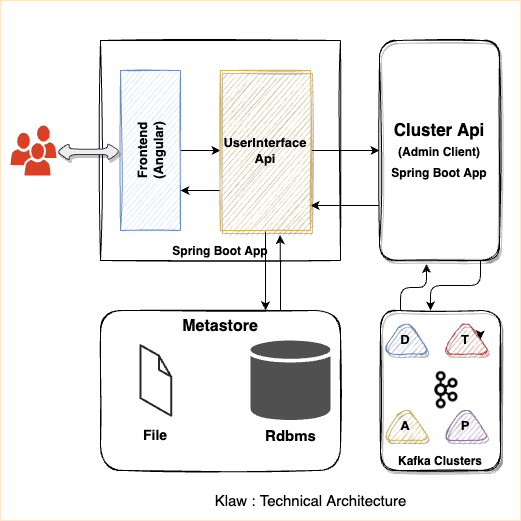 Frontend
(Angular)
UserInterface
Api
Spring Boot App
Cluster Api
(Admin Client)
Spring Boot App
Metastore
File
Rdbms
D
T
A
P
Kafka Clusters
Klaw : Technical Architecture